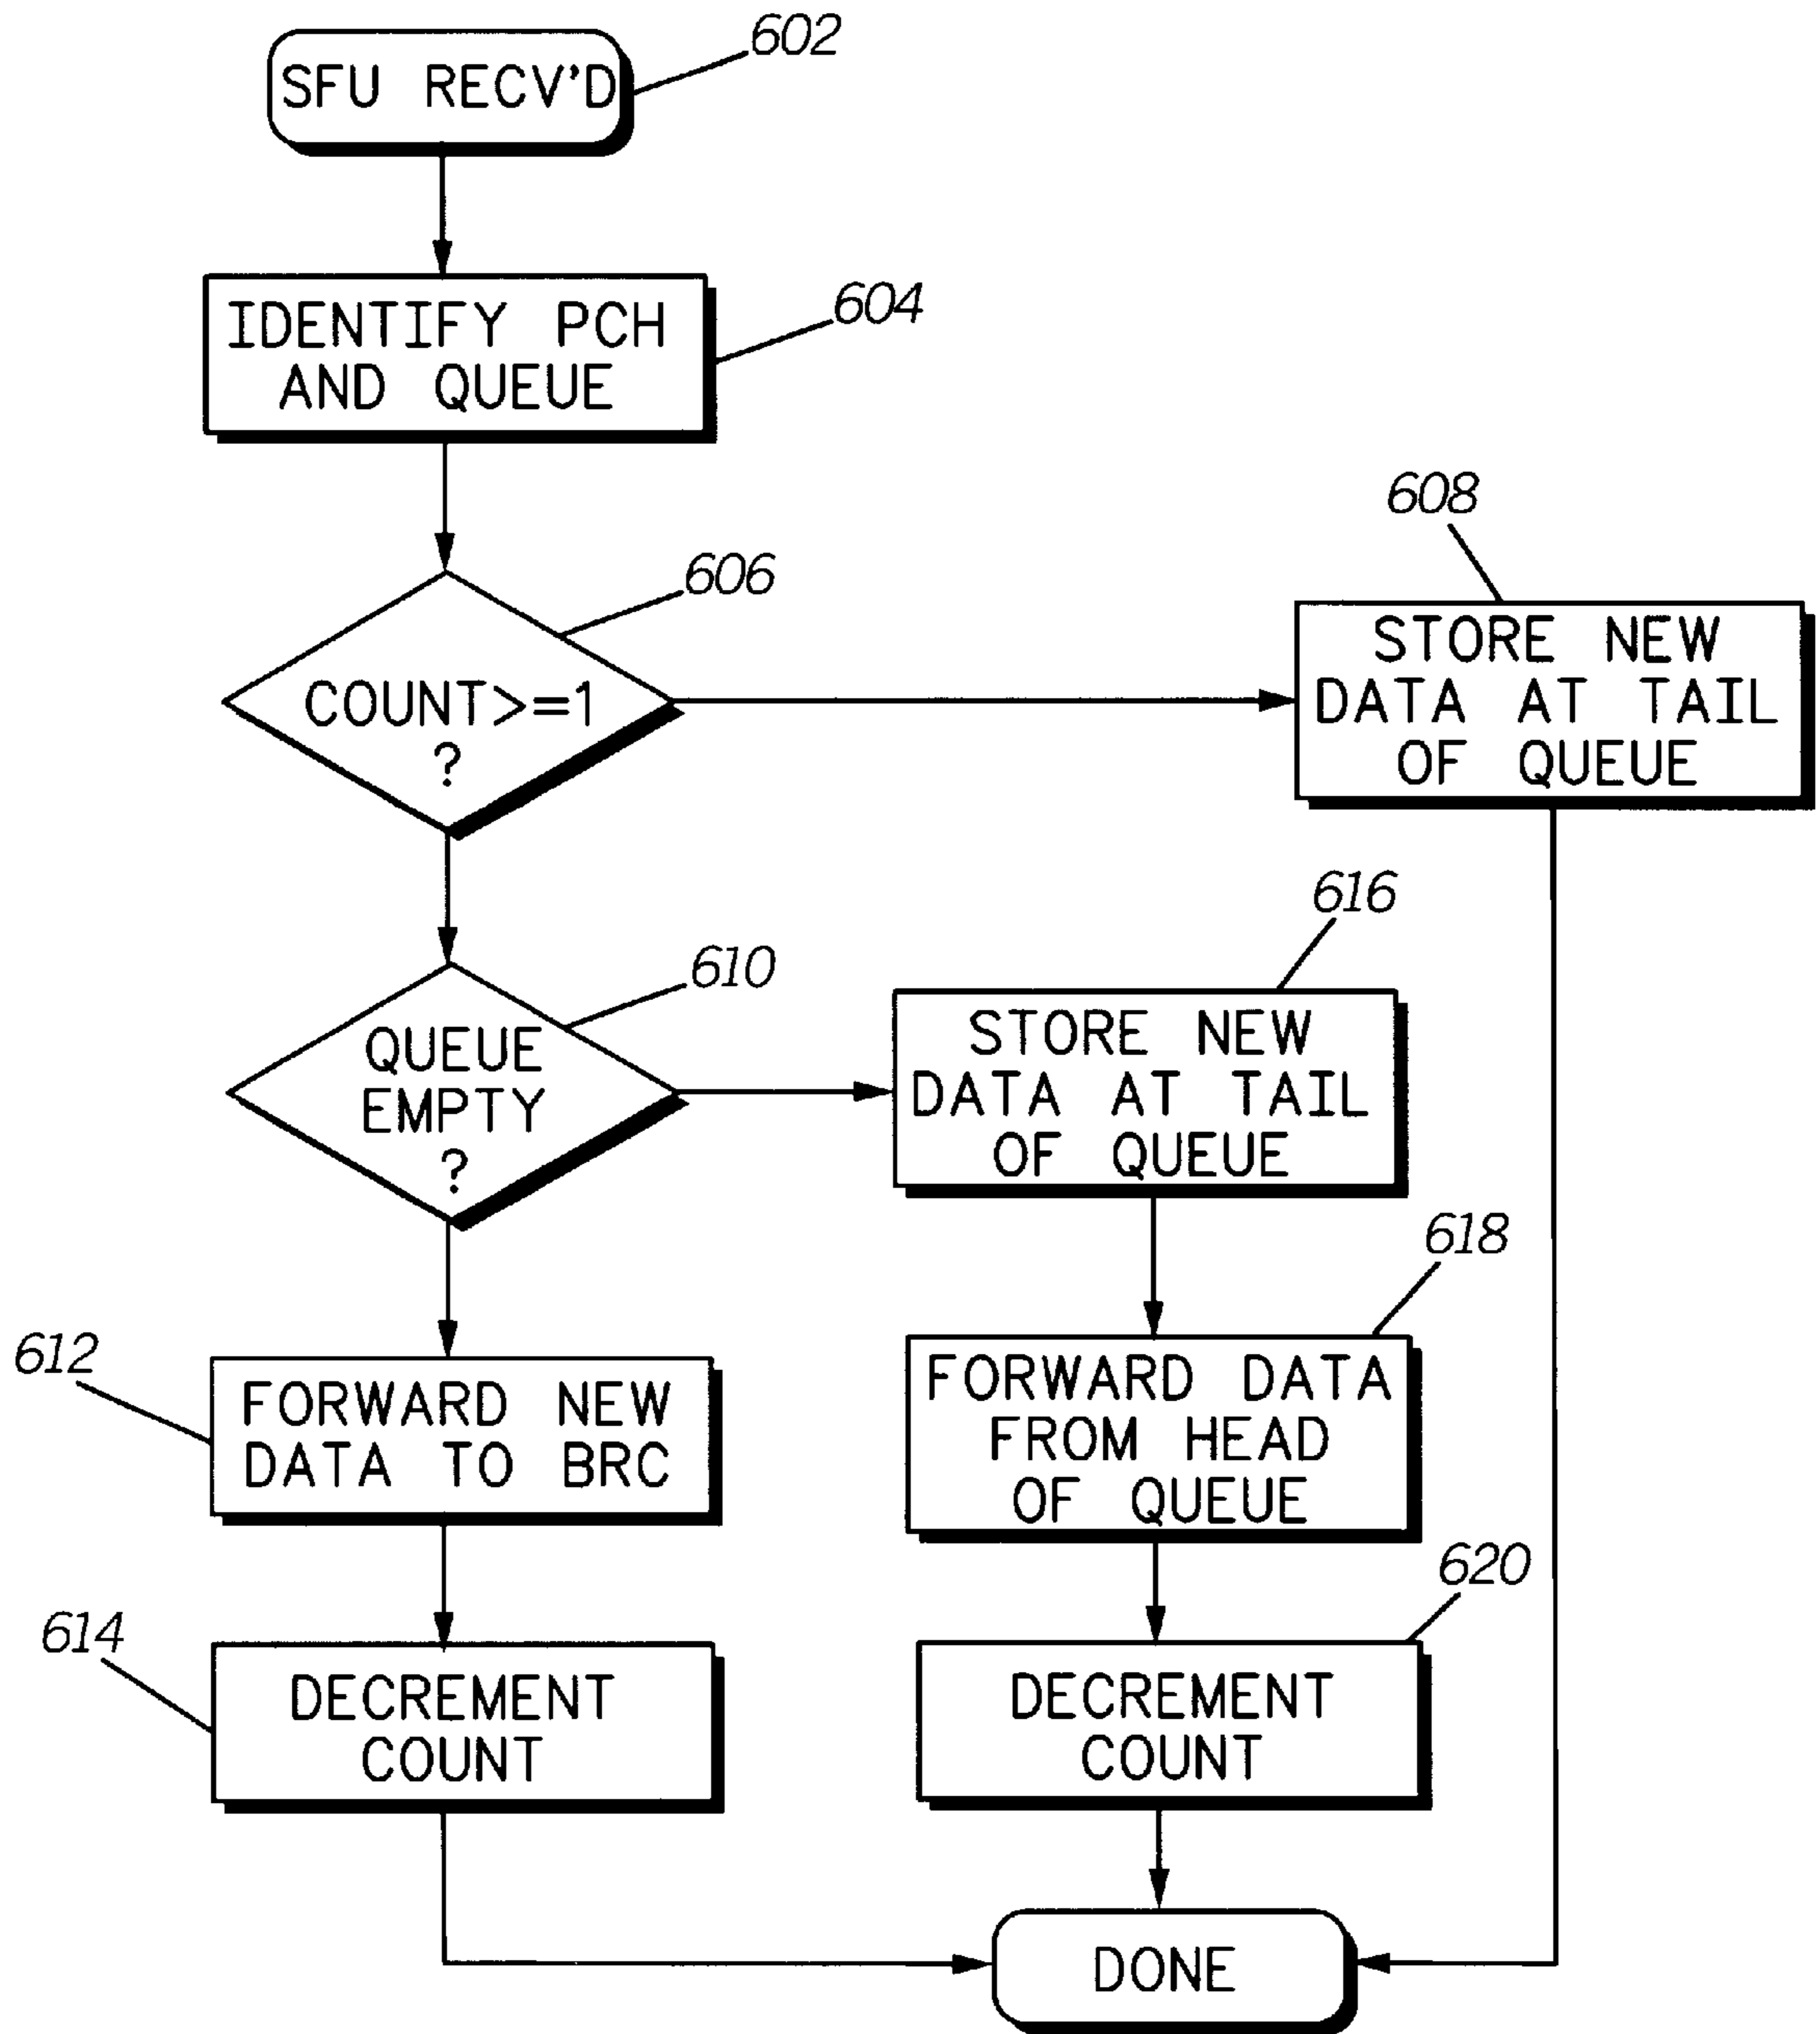 602
SFU RECV'D
604
IDENTIFY PCH
AND QUEUE
606
COUNT>=1
?
608
STORE NEW
DATA AT TAIL
OF QUEUE
610
QUEUE
EMPTY
?
616
STORE NEW
DATA AT TAIL
OF QUEUE
612
FORWARD NEW
DATA TO BRC
618
FORWARD DATA
FROM HEAD
OF QUEUE
614
DECREMENT
COUNT
620
DECREMENT
COUNT
DONE